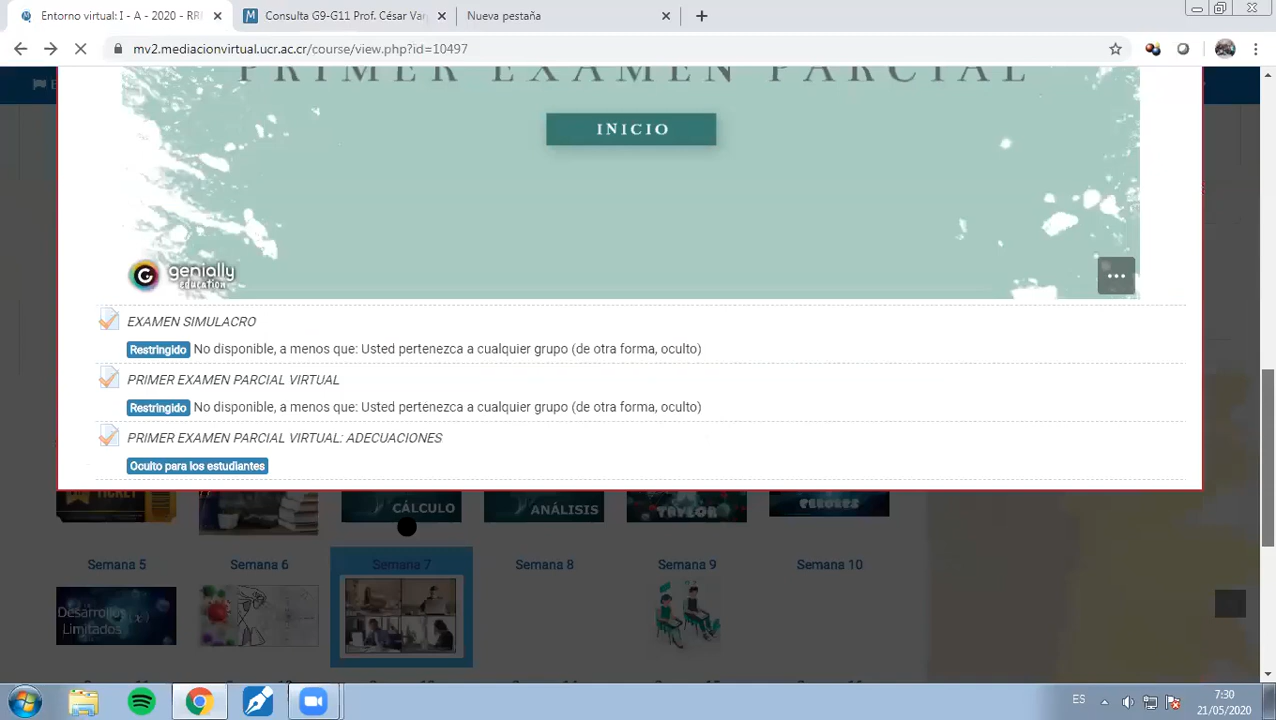 Entorno virtual: I - A - 2020 - RRF
Consulta G9-G11 Prof. César Var
Nueva pestaña
mv2.mediacionvirtual.ucr.ac.cr/course/view.php?id=10497
PRIMER EXAMEN PARCIAL
INICIO
genially
education
EXAMEN SIMULACRO
Restringido No disponible, a menos que: Usted pertenezca a cualquier grupo (de otra forma, oculto)
PRIMER EXAMEN PARCIAL VIRTUAL
Restringido No disponible, a menos que: Usted pertenezca a cualquier grupo (de otra forma, oculto)
PRIMER EXAMEN PARCIAL VIRTUAL: ADECUACIONES
Oculto para los estudiantes
TICKET
CÁLCULO
ANÁLISIS
TAYLOR
ERRORES
Semana 5
Semana 6
Semana 7
Semana 8
Semana 9
Semana 10
Desarrollos
Limitados
ES
7:30
21/05/2020